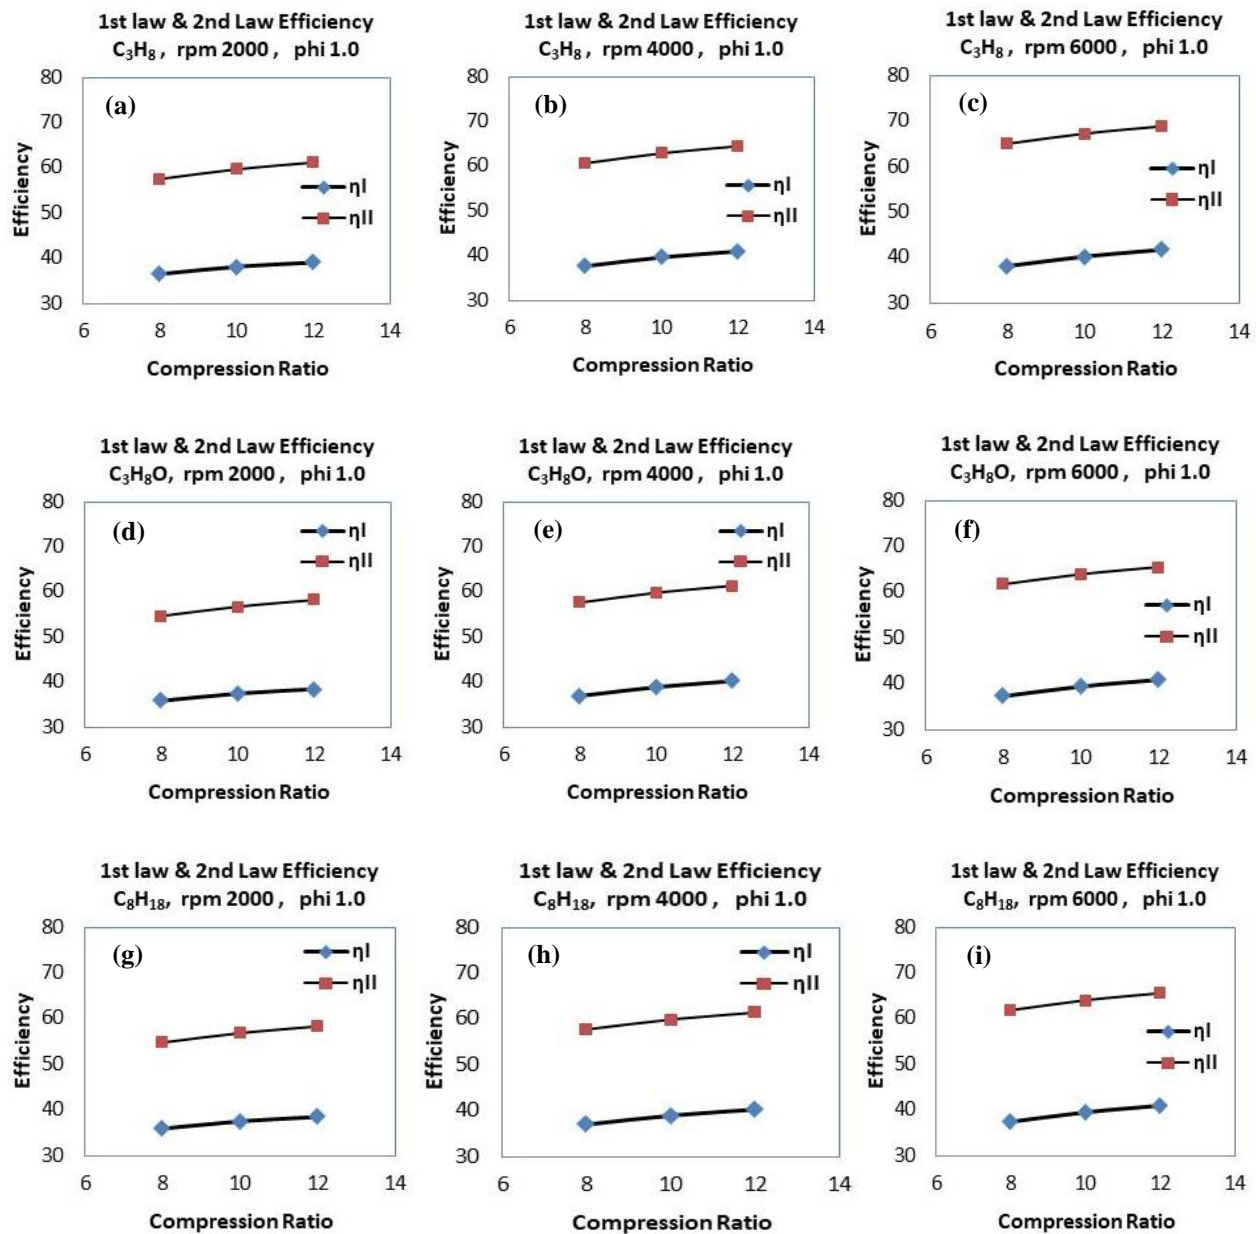 1st law & 2nd Law Efficiency
C₃H₈ , rpm 2000 , phi 1.0
80
70
60
50
40
30
(a)
ηI
ηII
Efficiency
6 8 10 12 14
Compression Ratio
1st law & 2nd Law Efficiency
C₃H₈ , rpm 4000 , phi 1.0
80
70
60
50
40
30
(b)
ηI
ηII
Efficiency
6 8 10 12 14
Compression Ratio
1st law & 2nd Law Efficiency
C₃H₈ , rpm 6000 , phi 1.0
80
70
60
50
40
30
(c)
ηI
ηII
Efficiency
6 8 10 12 14
Compression Ratio
1st law & 2nd Law Efficiency
C₃H₈O, rpm 2000 , phi 1.0
80
70
60
50
40
30
(d)
ηI
ηII
Efficiency
6 8 10 12 14
Compression Ratio
1st law & 2nd Law Efficiency
C₃H₈O, rpm 4000 , phi 1.0
80
70
60
50
40
30
(e)
ηI
ηII
Efficiency
6 8 10 12 14
Compression Ratio
1st law & 2nd Law Efficiency
C₃H₈O, rpm 6000 , phi 1.0
80
70
60
50
40
30
(f)
ηI
ηII
Efficiency
6 8 10 12 14
Compression Ratio
1st law & 2nd Law Efficiency
C₈H₁₈, rpm 2000 , phi 1.0
80
70
60
50
40
30
(g)
ηI
ηII
Efficiency
6 8 10 12 14
Compression Ratio
1st law & 2nd Law Efficiency
C₈H₁₈, rpm 4000 , phi 1.0
80
70
60
50
40
30
(h)
ηI
ηII
Efficiency
6 8 10 12 14
Compression Ratio
1st law & 2nd Law Efficiency
C₈H₁₈, rpm 6000 , phi 1.0
80
70
60
50
40
30
(i)
ηI
ηII
Efficiency
6 8 10 12 14
Compression Ratio